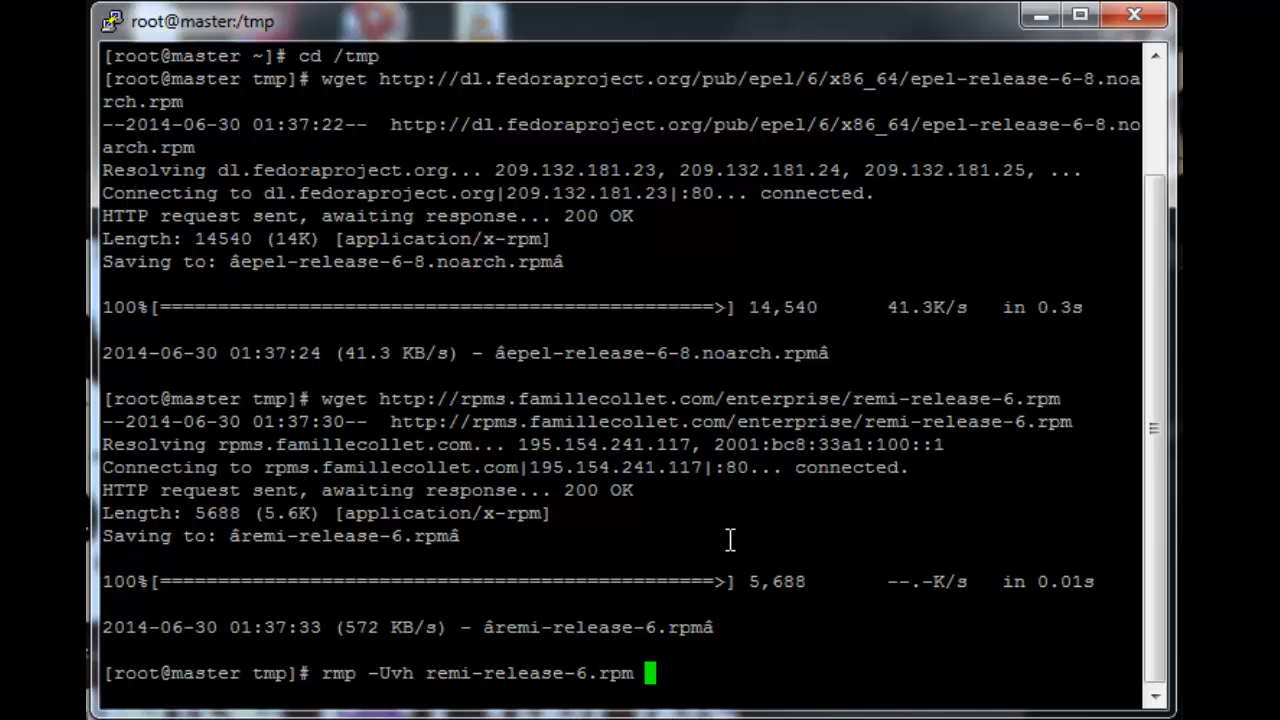 root@master:/tmp
[root@master ~]# cd /tmp
[root@master tmp]# wget http://dl.fedoraproject.org/pub/epel/6/x86_64/epel-release-6-8.noa
rch.rpm
--2014-06-30 01:37:22--  http://dl.fedoraproject.org/pub/epel/6/x86_64/epel-release-6-8.no
arch.rpm
Resolving dl.fedoraproject.org... 209.132.181.23, 209.132.181.24, 209.132.181.25, ...
Connecting to dl.fedoraproject.org|209.132.181.23|:80... connected.
HTTP request sent, awaiting response... 200 OK
Length: 14540 (14K) [application/x-rpm]
Saving to: âepel-release-6-8.noarch.rpmâ
100%[================================================>] 14,540      41.3K/s   in 0.3s
2014-06-30 01:37:24 (41.3 KB/s) - âepel-release-6-8.noarch.rpmâ
[root@master tmp]# wget http://rpms.famillecollet.com/enterprise/remi-release-6.rpm
--2014-06-30 01:37:30--  http://rpms.famillecollet.com/enterprise/remi-release-6.rpm
Resolving rpms.famillecollet.com... 195.154.241.117, 2001:bc8:33a1:100::1
Connecting to rpms.famillecollet.com|195.154.241.117|:80... connected.
HTTP request sent, awaiting response... 200 OK
Length: 5688 (5.6K) [application/x-rpm]
Saving to: âremi-release-6.rpmâ
100%[================================================>] 5,688       --.-K/s   in 0.01s
2014-06-30 01:37:33 (572 KB/s) - âremi-release-6.rpmâ
[root@master tmp]# rmp -Uvh remi-release-6.rpm